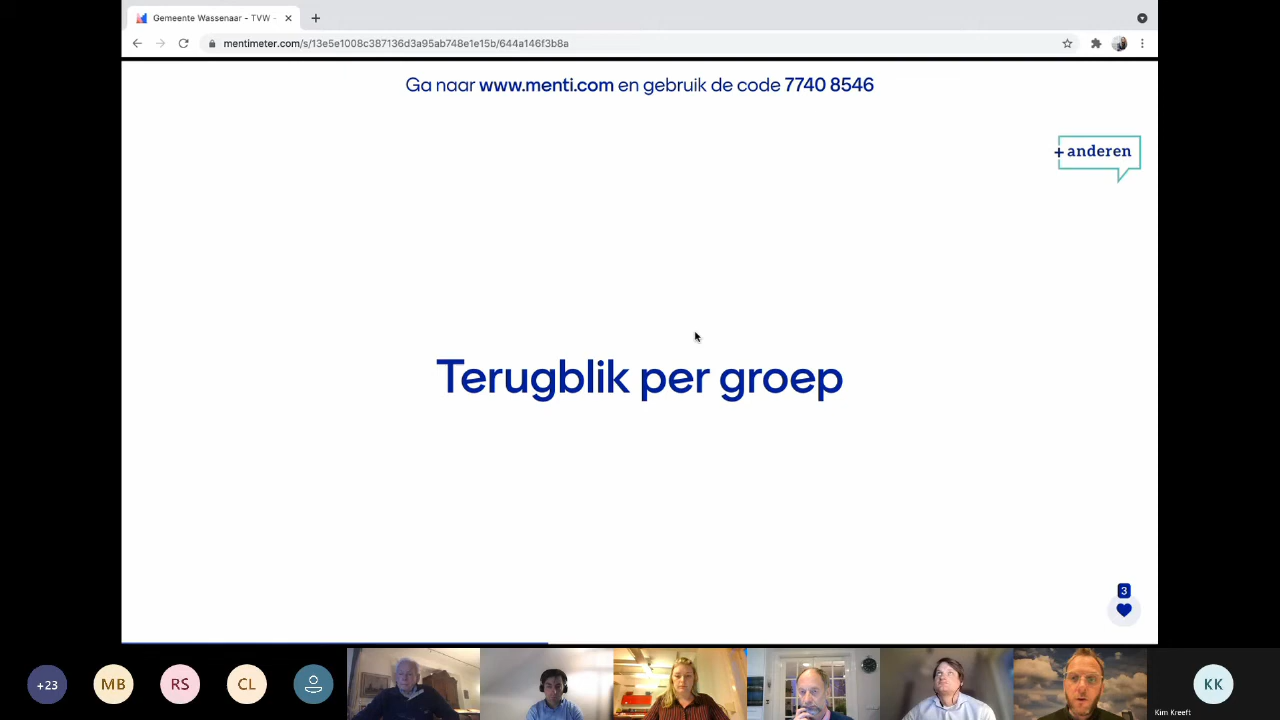 Gemeente Wassenaar - TVW -
mentimeter.com/s/13e5e1008c387136d3a95ab748e1e15b/644a146f3b8a
Ga naar www.menti.com en gebruik de code 7740 8546
+ anderen
Terugblik per groep
3
+23
MB
RS
CL
KK
Kim Kreeft